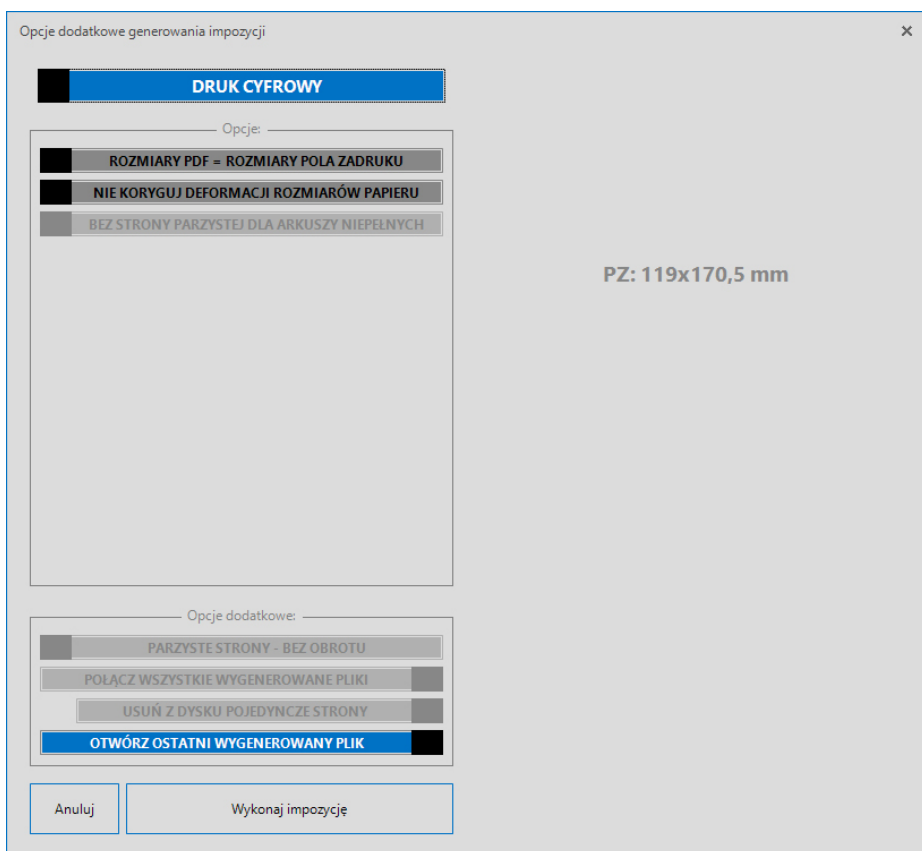 Opcje dodatkowe generowania impozycji
DRUK CYFROWY
Opcje:
ROZMIARY PDF = ROZMIARY POLA ZADRUKU
NIE KORYGUJ DEFORMACJI ROZMIARÓW PAPIERU
BEZ STRONY PARZYSTEJ DLA ARKUSZY NIEPEŁNYCH
PZ: 119x170,5 mm
Opcje dodatkowe:
PARZYSTE STRONY - BEZ OBROTU
POŁĄCZ WSZYSTKIE WYGENEROWANE PLIKI
USUŃ Z DYSKU POJEDYNCZE STRONY
OTWÓRZ OSTATNI WYGENEROWANY PLIK
Anuluj
Wykonaj impozycję